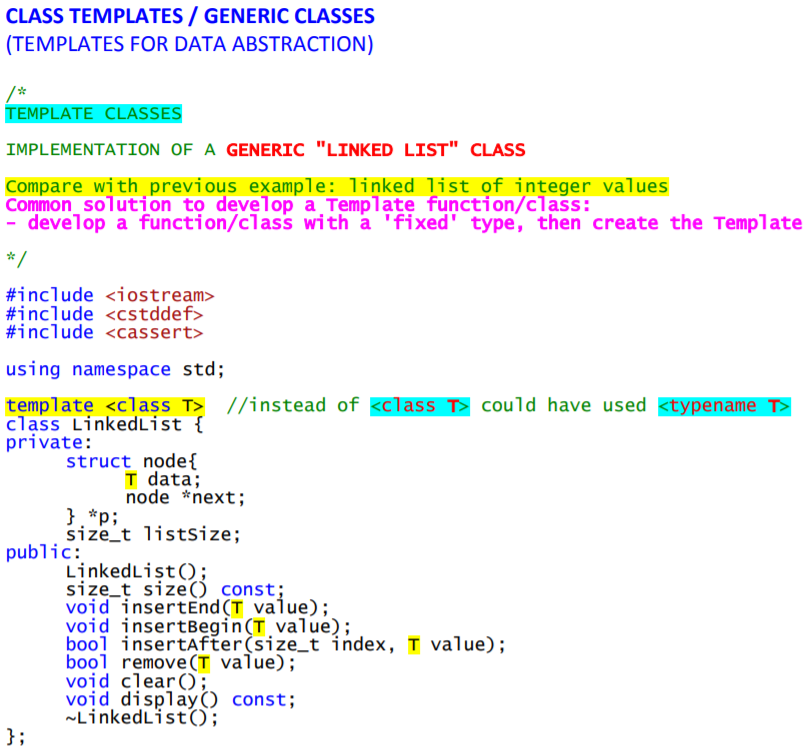 CLASS TEMPLATES / GENERIC CLASSES
(TEMPLATES FOR DATA ABSTRACTION)
/*
TEMPLATE CLASSES
IMPLEMENTATION OF A GENERIC "LINKED LIST" CLASS
Compare with previous example: linked list of integer values
Common solution to develop a Template function/class:
- develop a function/class with a 'fixed' type, then create the Template
*/
#include <iostream>
#include <cstddef>
#include <cassert>
using namespace std;
template <class T>  //instead of <class T> could have used <typename T>
class LinkedList {
private:
struct node{
T data;
node *next;
} *p;
size_t listSize;
public:
LinkedList();
size_t size() const;
void insertEnd(T value);
void insertBegin(T value);
bool insertAfter(size_t index, T value);
bool remove(T value);
void clear();
void display() const;
~LinkedList();
};